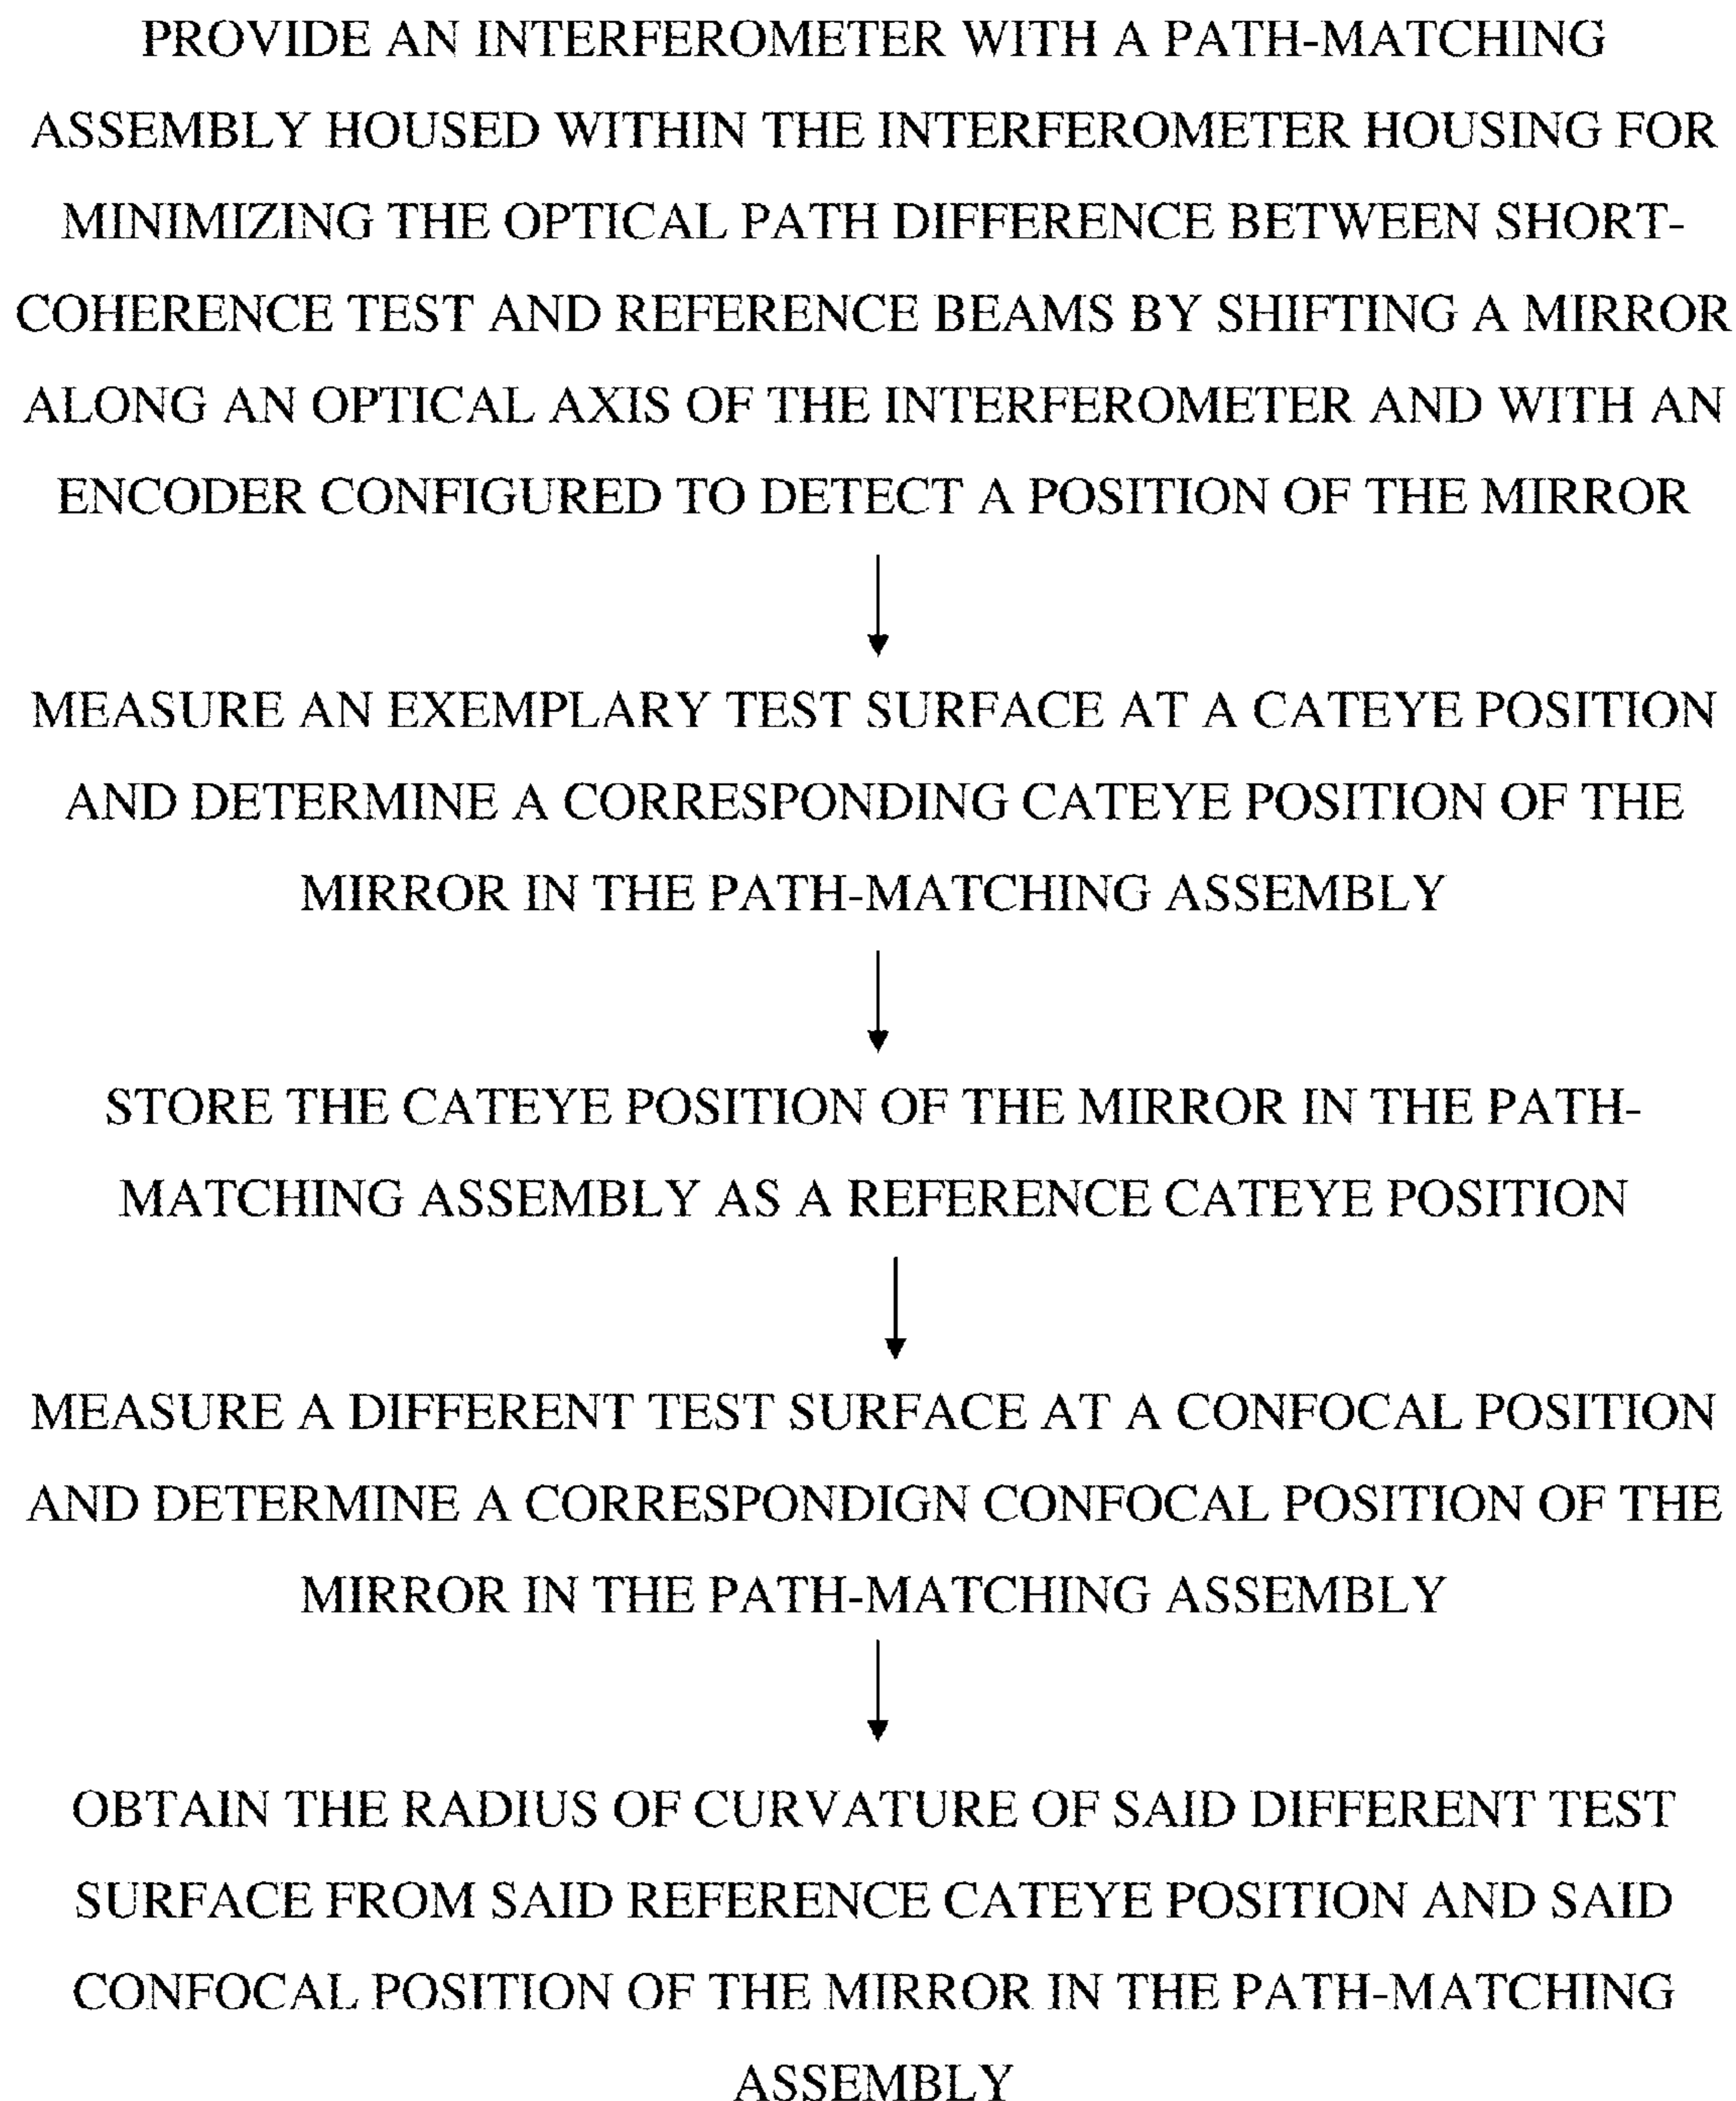 PROVIDE AN INTERFEROMETER WITH A PATH-MATCHING
ASSEMBLY HOUSED WITHIN THE INTERFEROMETER HOUSING FOR
MINIMIZING THE OPTICAL PATH DIFFERENCE BETWEEN SHORT-
COHERENCE TEST AND REFERENCE BEAMS BY SHIFTING A MIRROR
ALONG AN OPTICAL AXIS OF THE INTERFEROMETER AND WITH AN
ENCODER CONFIGURED TO DETECT A POSITION OF THE MIRROR
MEASURE AN EXEMPLARY TEST SURFACE AT A CATEYE POSITION
AND DETERMINE A CORRESPONDING CATEYE POSITION OF THE
MIRROR IN THE PATH-MATCHING ASSEMBLY
STORE THE CATEYE POSITION OF THE MIRROR IN THE PATH-
MATCHING ASSEMBLY AS A REFERENCE CATEYE POSITION
MEASURE A DIFFERENT TEST SURFACE AT A CONFOCAL POSITION
AND DETERMINE A CORRESPONDIGN CONFOCAL POSITION OF THE
MIRROR IN THE PATH-MATCHING ASSEMBLY
OBTAIN THE RADIUS OF CURVATURE OF SAID DIFFERENT TEST
SURFACE FROM SAID REFERENCE CATEYE POSITION AND SAID
CONFOCAL POSITION OF THE MIRROR IN THE PATH-MATCHING
ASSEMBLY